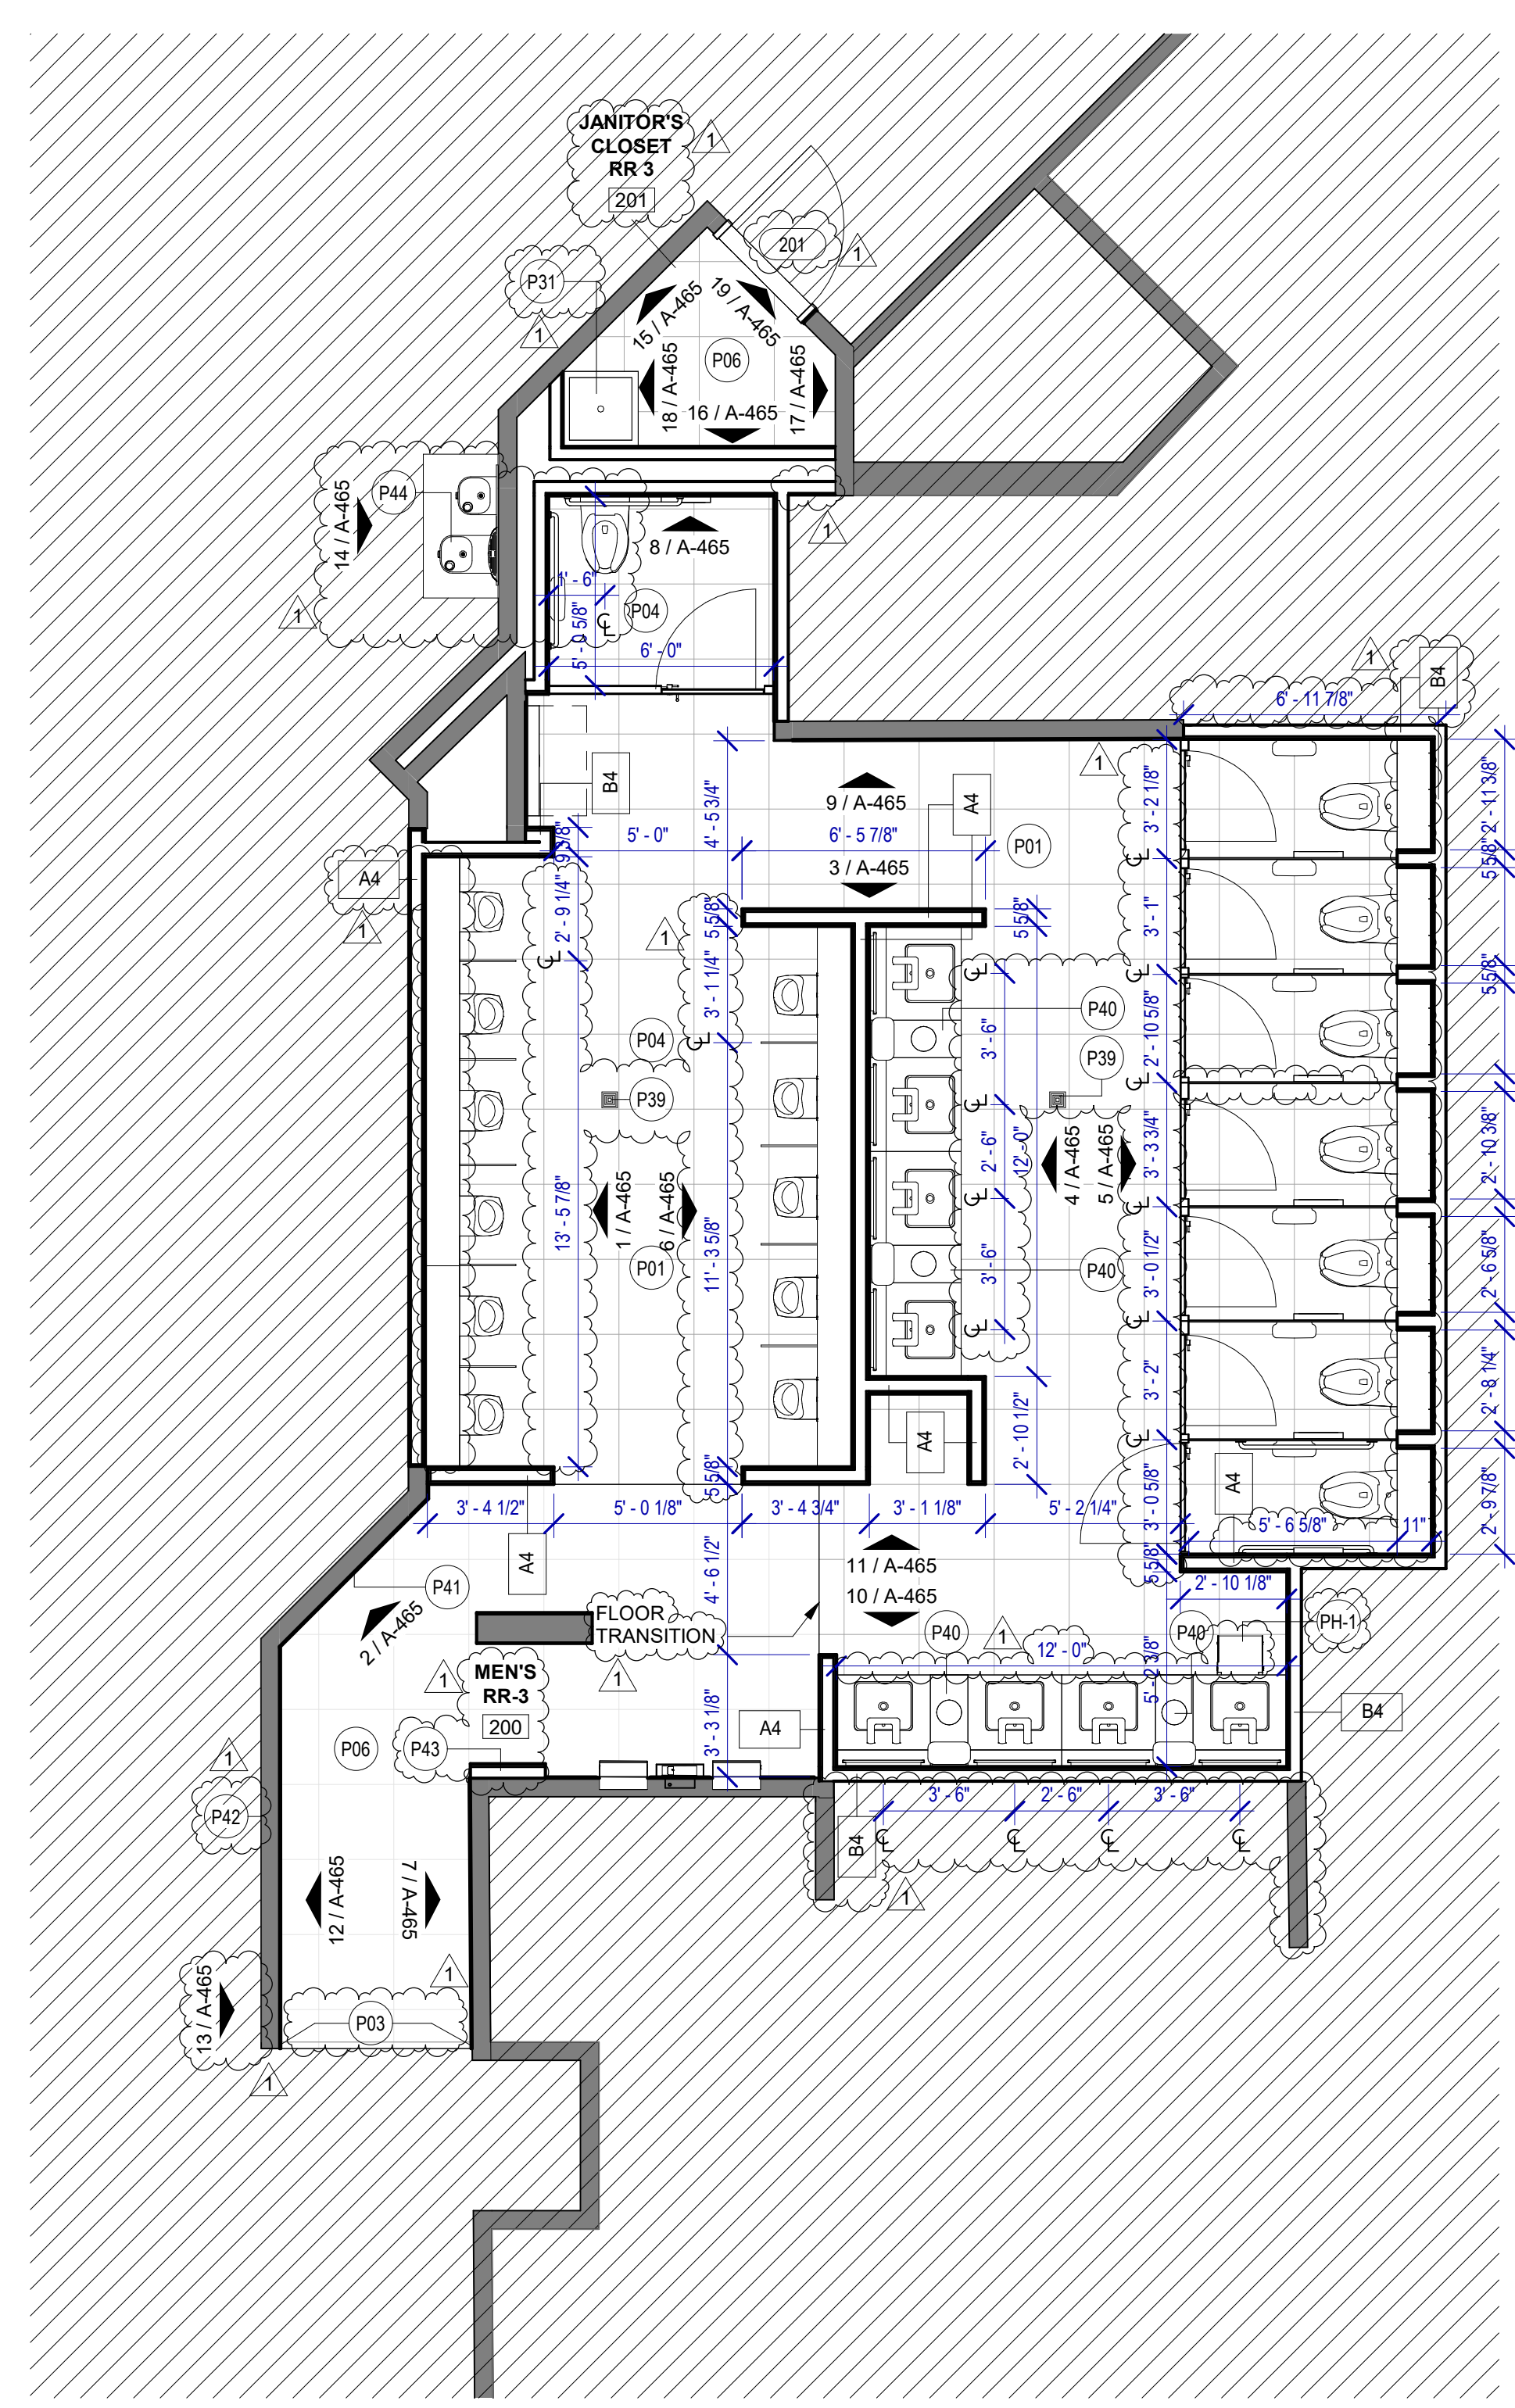 JANITOR'S
CLOSET
RR 3
201
1
201
1
P31
1
15 / A-465
19 / A-465
P06
18 / A-465
17 / A-465
16 / A-465
14 / A-465
P44
1
1
8 / A-465
1' - 6"
P04
5' - 0 5/8"
6' - 0"
1
B4
6' - 11 7/8"
B4
1
4' - 5 3/4"
9 / A-465
A4
3' - 2 1/8"
2' - 11 3/8"
9 3/8"
5' - 0"
6' - 5 7/8"
P01
3 / A-465
5 5/8"
A4
1
2' - 9 1/4"
1
5 5/8"
5 5/8"
3' - 1"
3' - 1 1/4"
5 5/8"
P04
P39
3' - 6"
P40
P39
2' - 10 5/8"
2' - 6"
12' - 0"
4 / A-465
5 / A-465
3' - 3 3/4"
2' - 10 3/8"
13' - 5 7/8"
1 / A-465
6 / A-465
P01
11' - 3 5/8"
3' - 6"
P40
3' - 0 1/2"
2' - 6 5/8"
3' - 2"
2' - 8 1/4"
A4
2' - 10 1/2"
5 5/8"
A4
3' - 0 5/8"
2' - 9 7/8"
3' - 4 1/2"
5' - 0 1/8"
3' - 4 3/4"
3' - 1 1/8"
5' - 2 1/4"
5' - 6 5/8"
11"
A4
4' - 6 1/2"
11 / A-465
10 / A-465
5 5/8"
2' - 10 1/8"
P41
2 / A-465
FLOOR
TRANSITION
1
P40
1
12' - 0"
P40
PH-1
5' - 2 3/8"
1
MEN'S
RR-3
200
P06
P43
3' - 3 1/8"
A4
B4
1
P42
3' - 6"
2' - 6"
3' - 6"
B4
1
12 / A-465
7 / A-465
1
13 / A-465
P03
1